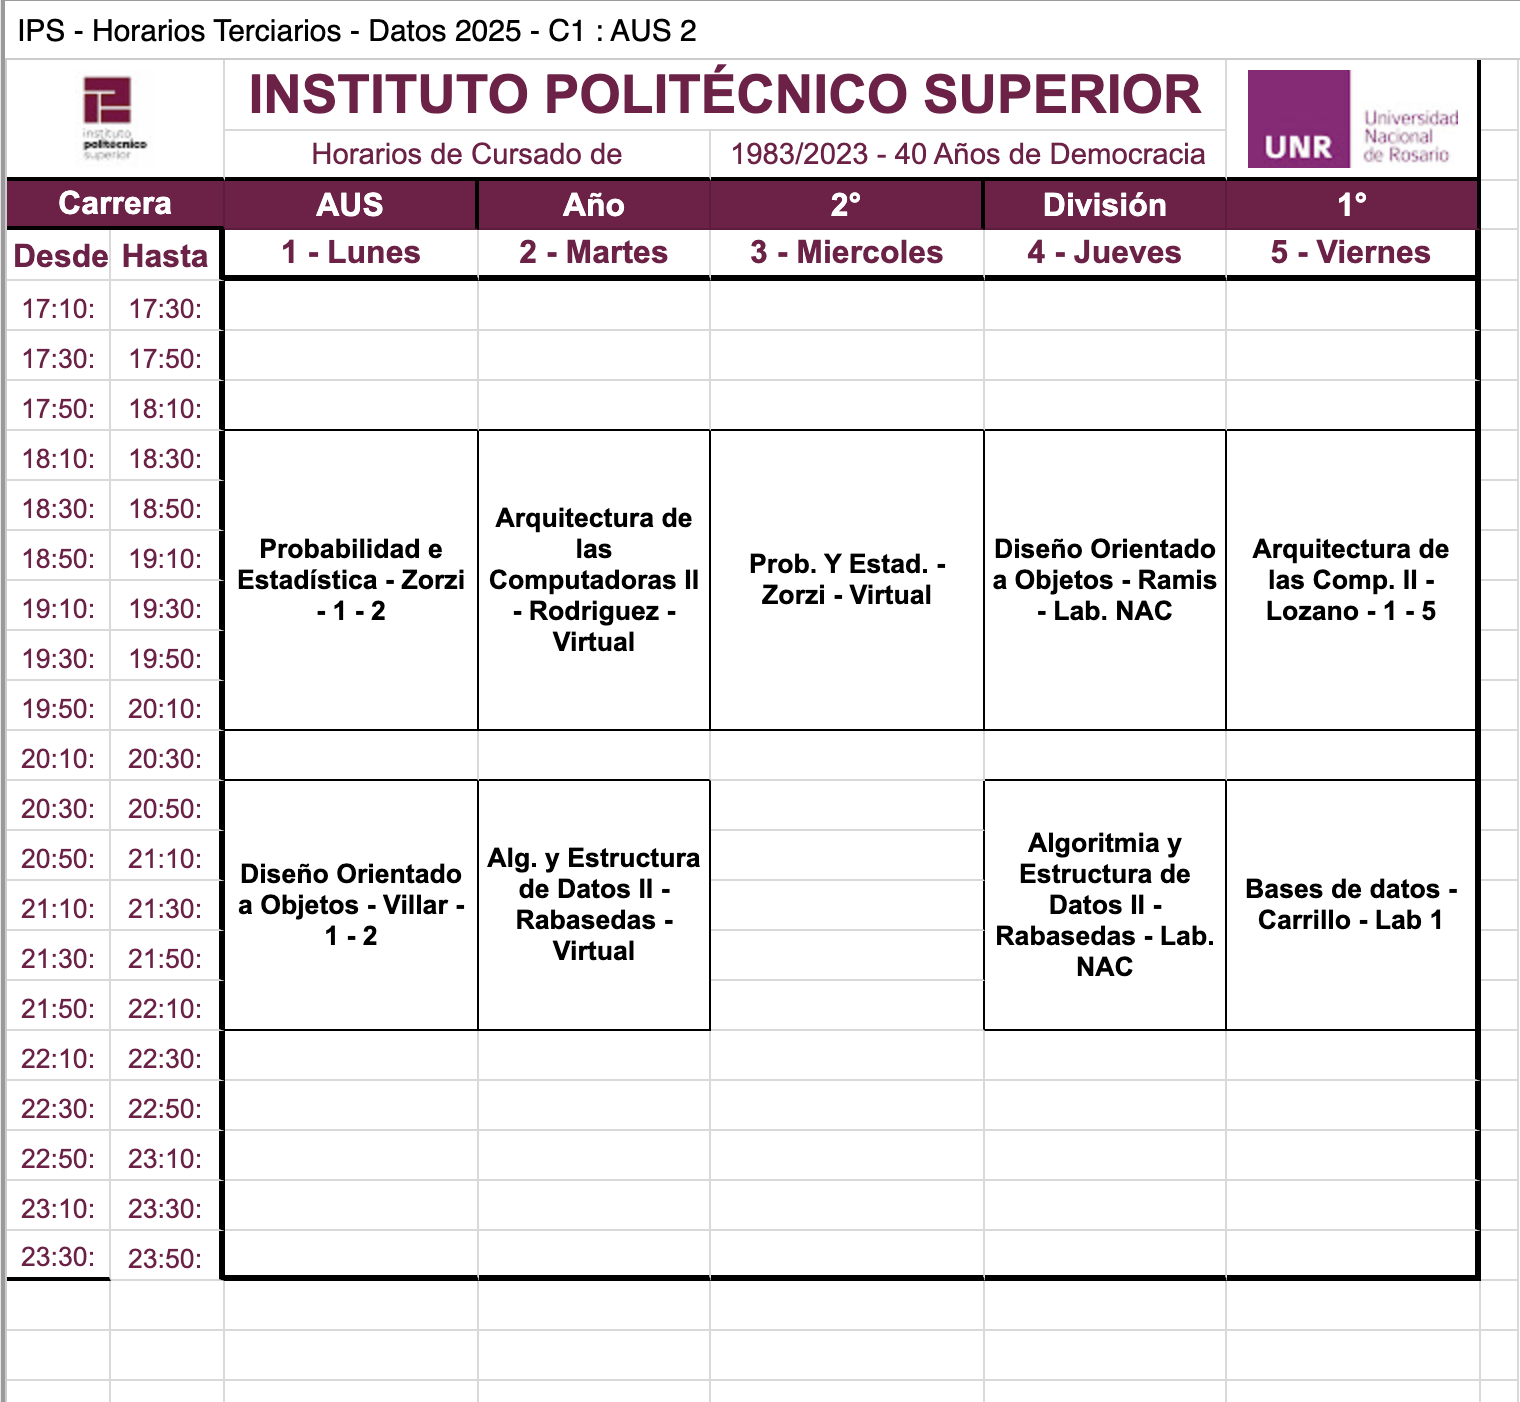 IPS - Horarios Terciarios - Datos 2025 - C1 : AUS 2
instituto
politécnico
superior
INSTITUTO POLITÉCNICO SUPERIOR
Horarios de Cursado de
1983/2023 - 40 Años de Democracia
UNR
Universidad
Nacional
de Rosario
Carrera AUS Año 2° División 1°
Desde Hasta 1 - Lunes 2 - Martes 3 - Miercoles 4 - Jueves 5 - Viernes
17:10: 17:30:
17:30: 17:50:
17:50: 18:10:
18:10: 18:30:
18:30: 18:50:
18:50: 19:10:
19:10: 19:30:
19:30: 19:50:
19:50: 20:10:
Probabilidad e
Estadística - Zorzi
- 1 - 2
Arquitectura de
las
Computadoras II
- Rodriguez -
Virtual
Prob. Y Estad. -
Zorzi - Virtual
Diseño Orientado
a Objetos - Ramis
- Lab. NAC
Arquitectura de
las Comp. II -
Lozano - 1 - 5
20:10: 20:30:
20:30: 20:50:
20:50: 21:10:
21:10: 21:30:
21:30: 21:50:
21:50: 22:10:
Diseño Orientado
a Objetos - Villar -
1 - 2
Alg. y Estructura
de Datos II -
Rabasedas -
Virtual
Algoritmia y
Estructura de
Datos II -
Rabasedas - Lab.
NAC
Bases de datos -
Carrillo - Lab 1
22:10: 22:30:
22:30: 22:50:
22:50: 23:10:
23:10: 23:30:
23:30: 23:50: